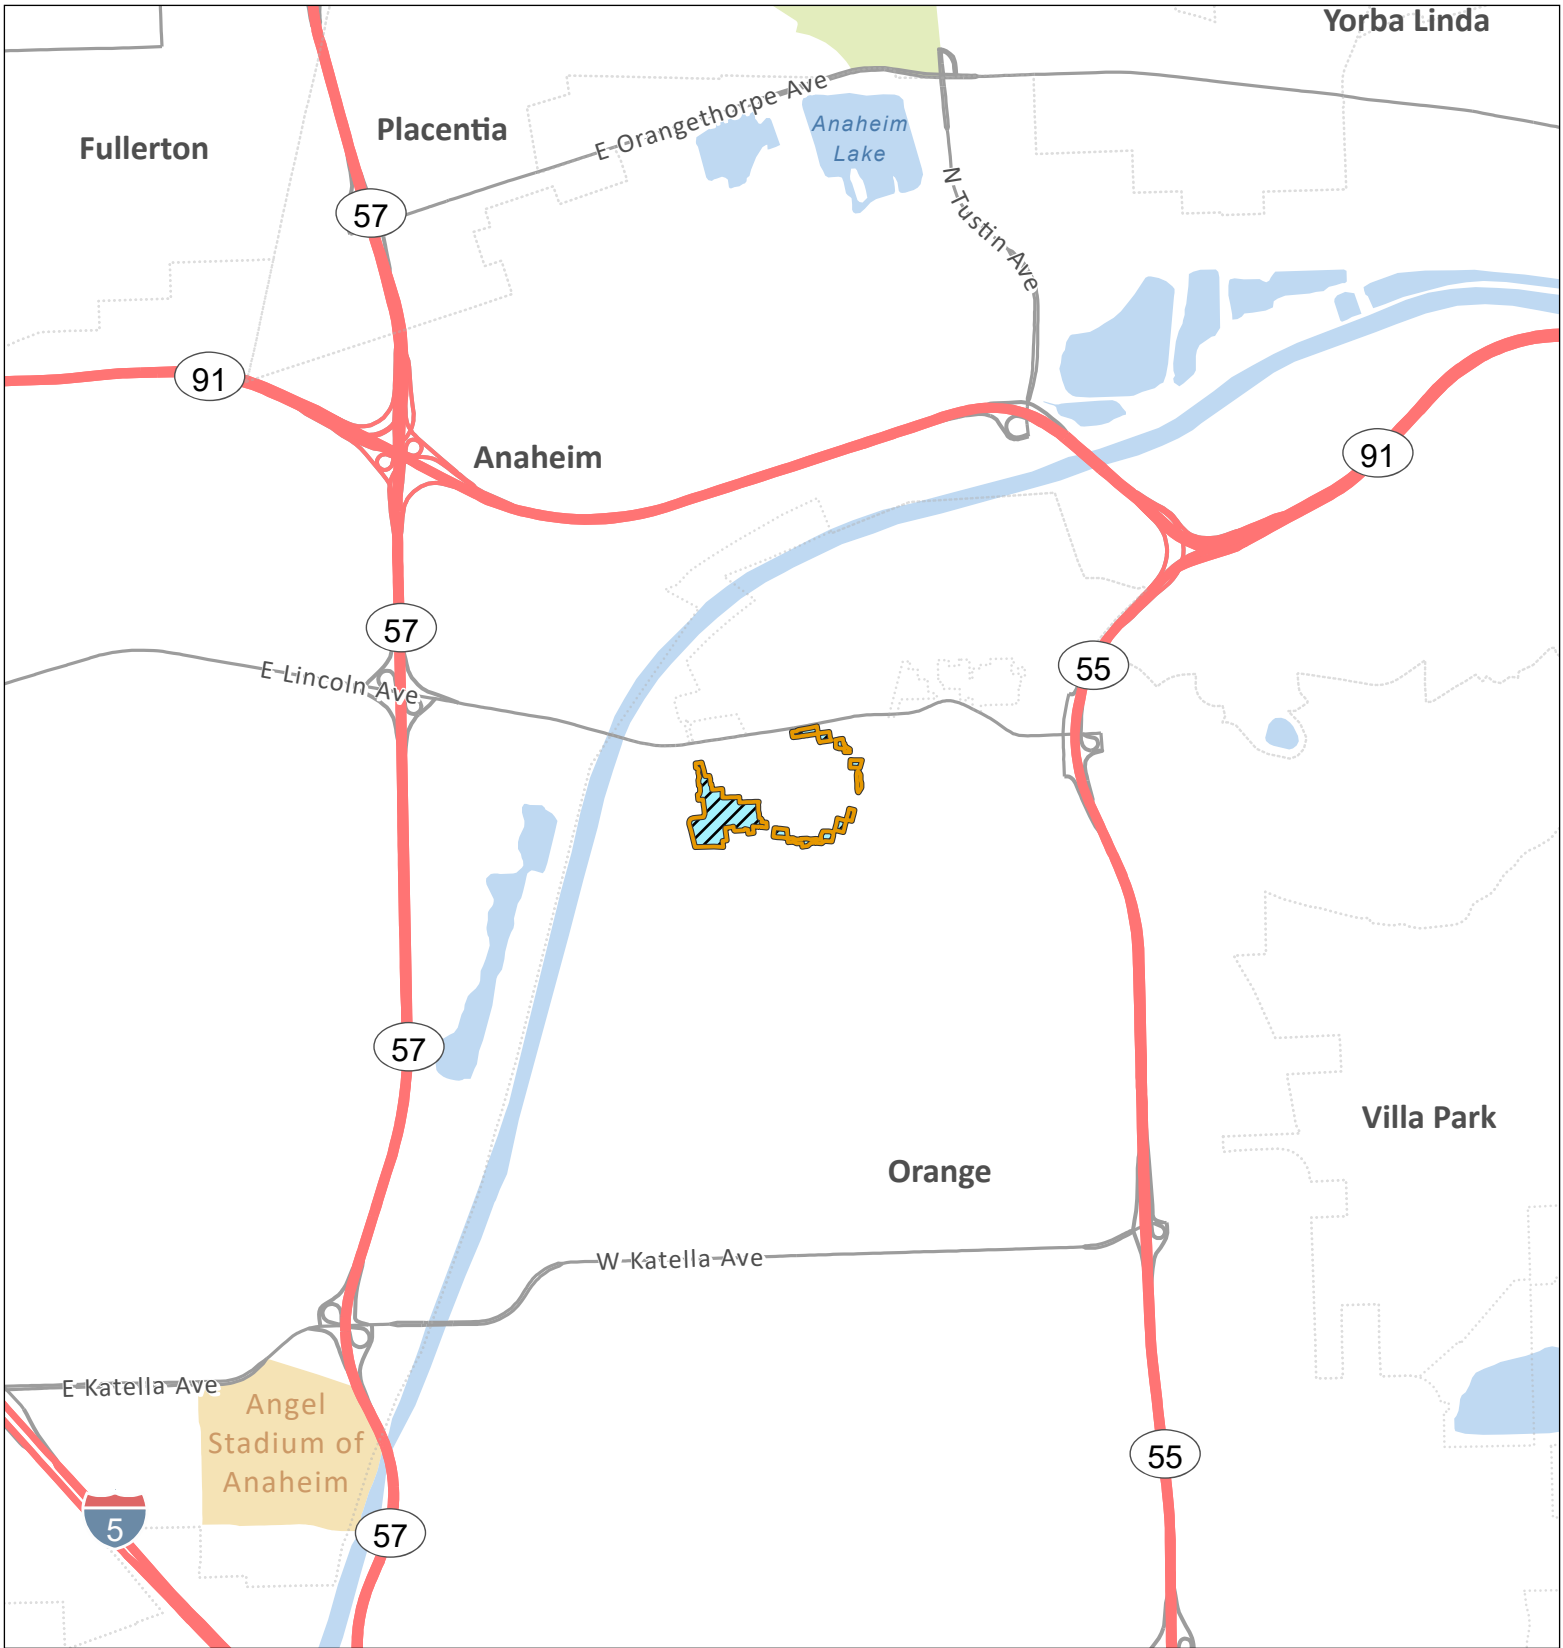 Yorba Linda
E Orangethorpe Ave
Placentia
Fullerton
Anaheim
Lake
57
N Tustin Ave
91
Anaheim
91
57
E Lincoln Ave
55
57
Villa Park
Orange
W Katella Ave
E Katella Ave
Angel
Stadium of
Anaheim
55
5
57